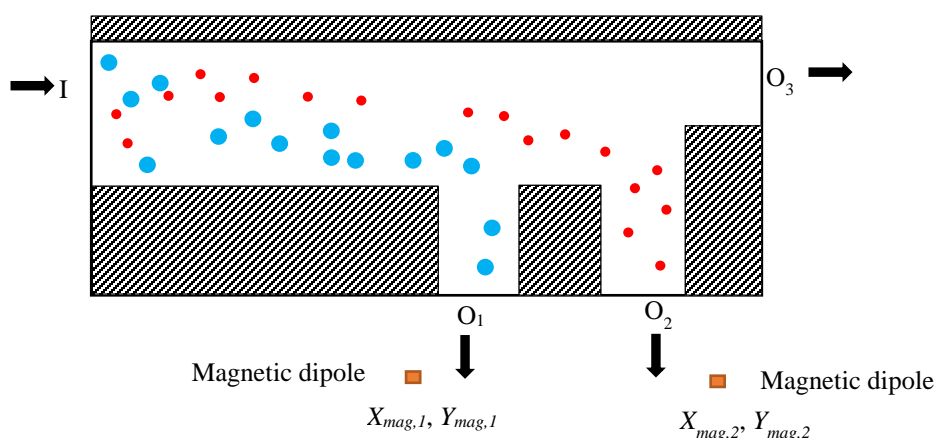 I
O3
O1
O2
Magnetic dipole
Magnetic dipole
Xmag,1, Ymag,1
Xmag,2, Ymag,2